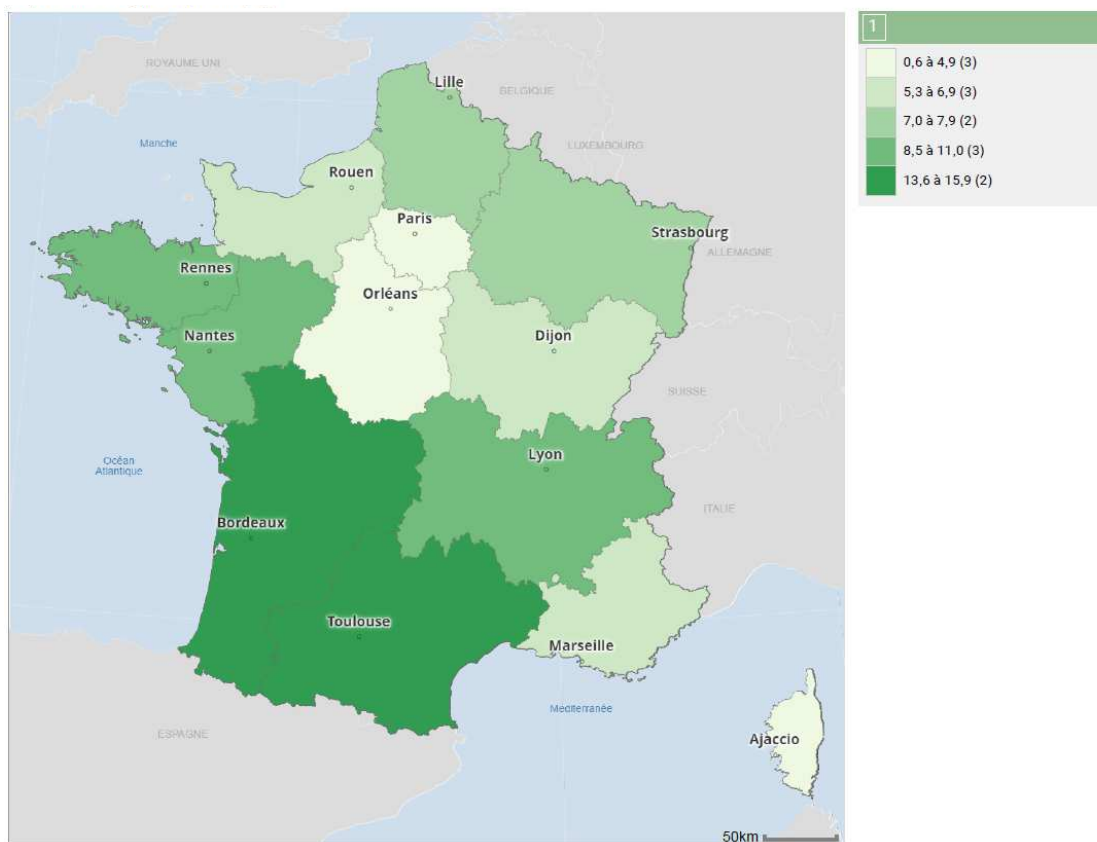 ROYAUME UNI
Lille
BELGIQUE
Manche
LUXEMBOURG
Rouen
Paris
Strasbourg
ALLEMAGNE
Rennes
Orléans
Nantes
Dijon
SUISSE
Océan
Atlantique
Lyon
ITALIE
Bordeaux
Toulouse
Marseille
Méditerranée
ESPAGNE
Ajaccio
50km
1
0,6 à 4,9 (3)
5,3 à 6,9 (3)
7,0 à 7,9 (2)
8,5 à 11,0 (3)
13,6 à 15,9 (2)